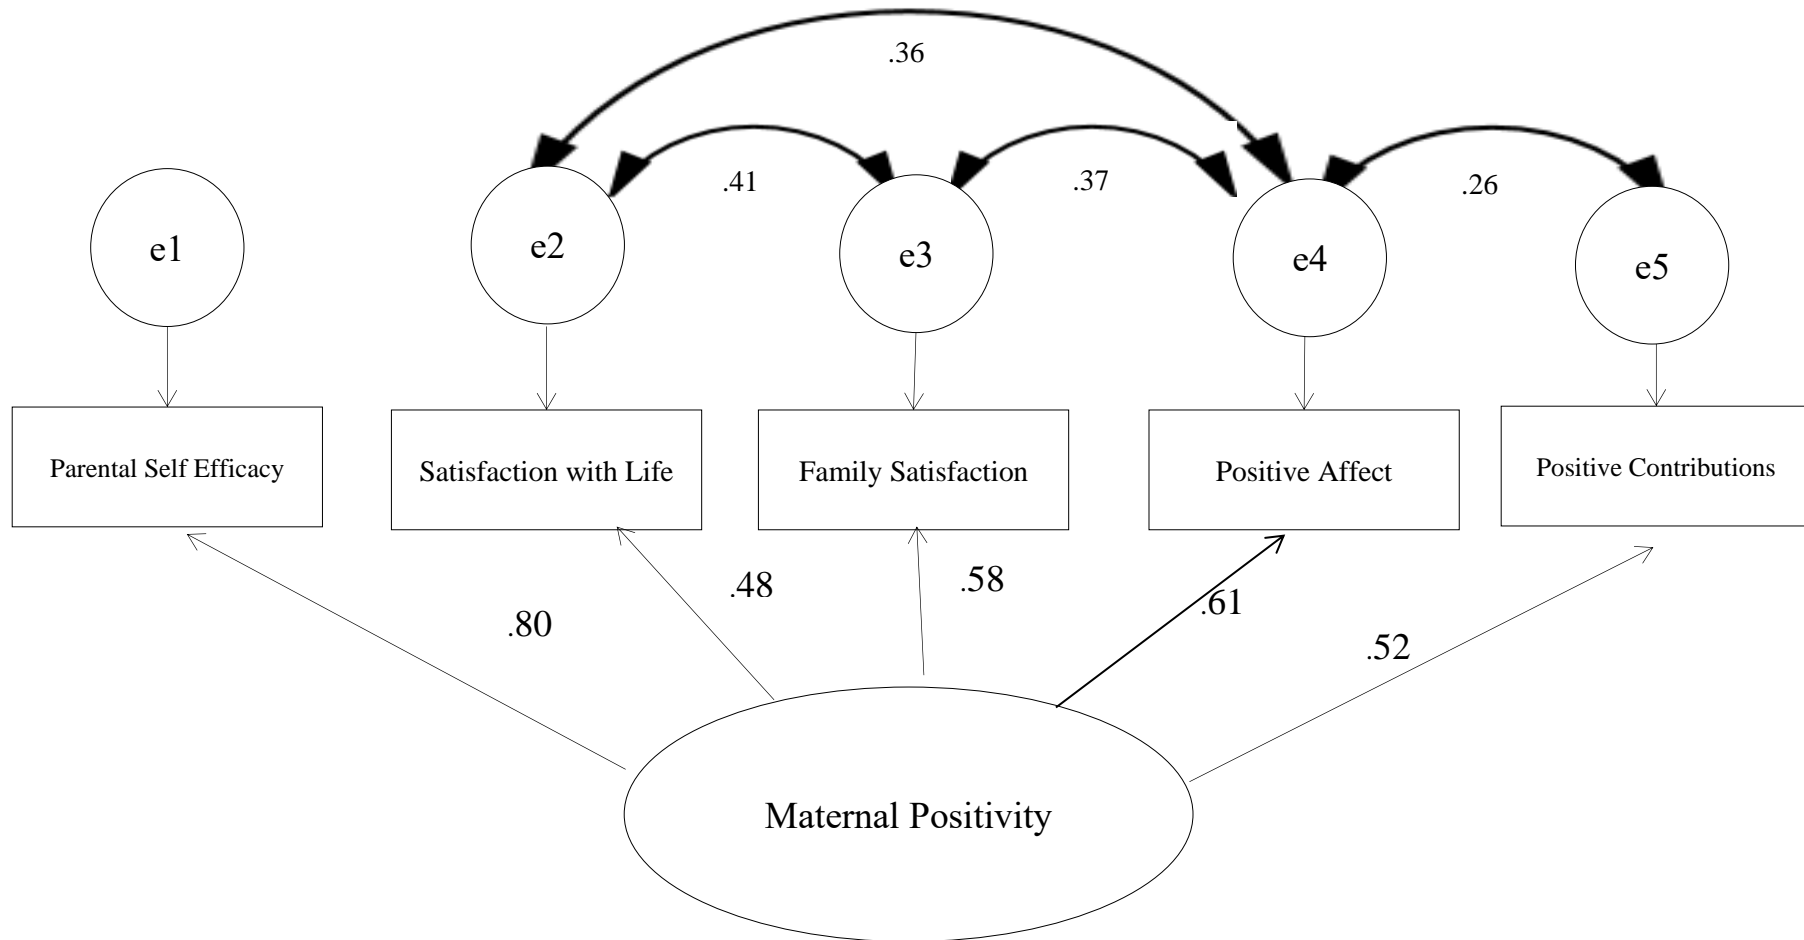 .36
.41
.37
.26
e1
e2
e3
e4
e5
Parental Self Efficacy
Satisfaction with Life
Family Satisfaction
Positive Affect
Positive Contributions
.80
.48
.58
.61
.52
Maternal Positivity